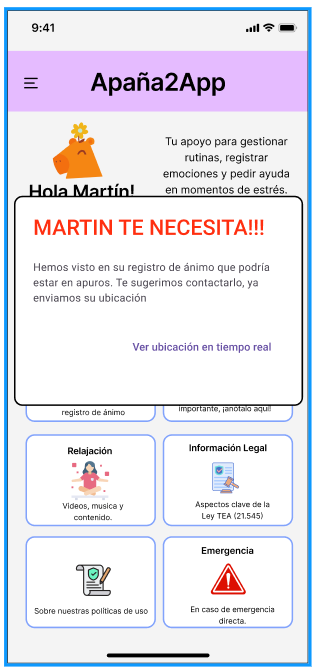 9:41
Apaña2App
Tu apoyo para gestionar
rutinas, registrar
emociones y pedir ayuda
en momentos de estrés.
Hola Martín!
MARTIN TE NECESITA!!!
Hemos visto en su registro de ánimo que podría
estar en apuros. Te sugerimos contactarlo, ya
enviamos su ubicación
Ver ubicación en tiempo real
registro de ánimo
importante, ¡anótalo aquí!
Relajación
Videos, musica y
contenido.
Información Legal
Aspectos clave de la
Ley TEA (21.545)
Sobre nuestras políticas de uso
Emergencia
En caso de emergencia
directa.